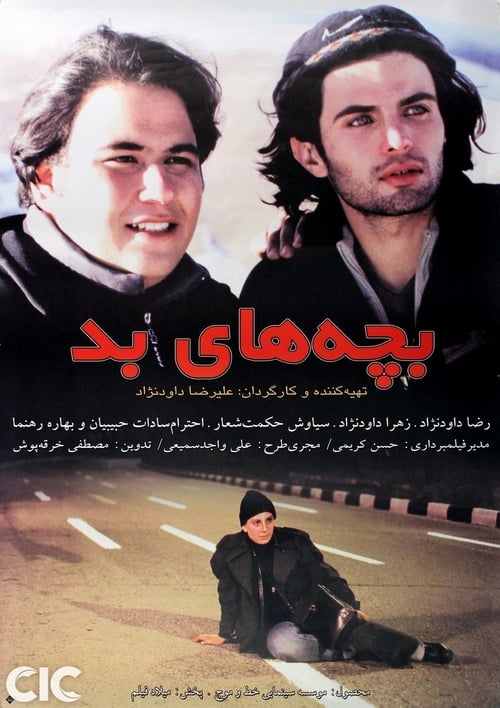 بچه‌های بد
تهیه‌کننده و کارگردان: علیرضا داودنژاد
رضا داودنژاد. زهرا داودنژاد. سیاوش حکمت‌شعار. احترام‌سادات حبیبیان و بهاره رهنما
مدیرفیلمبرداری: حسن کریمی/ مجری‌طرح: علی واجدسمیعی/ تدوین: مصطفی خرقه‌پوش
CIC
محصول: موسسه سینمایی خط و موج. پخش: میلاد فیلم